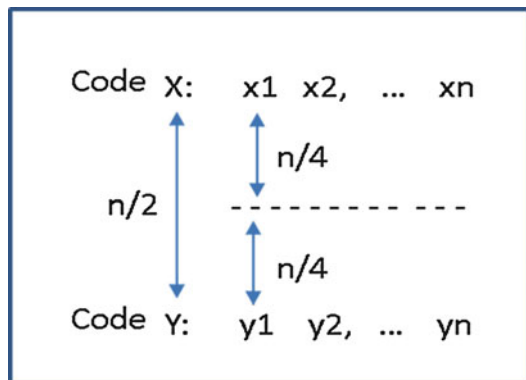 Code X: x1 x2, ... xn
n/4
n/2
n/4
Code Y: y1 y2, ... yn